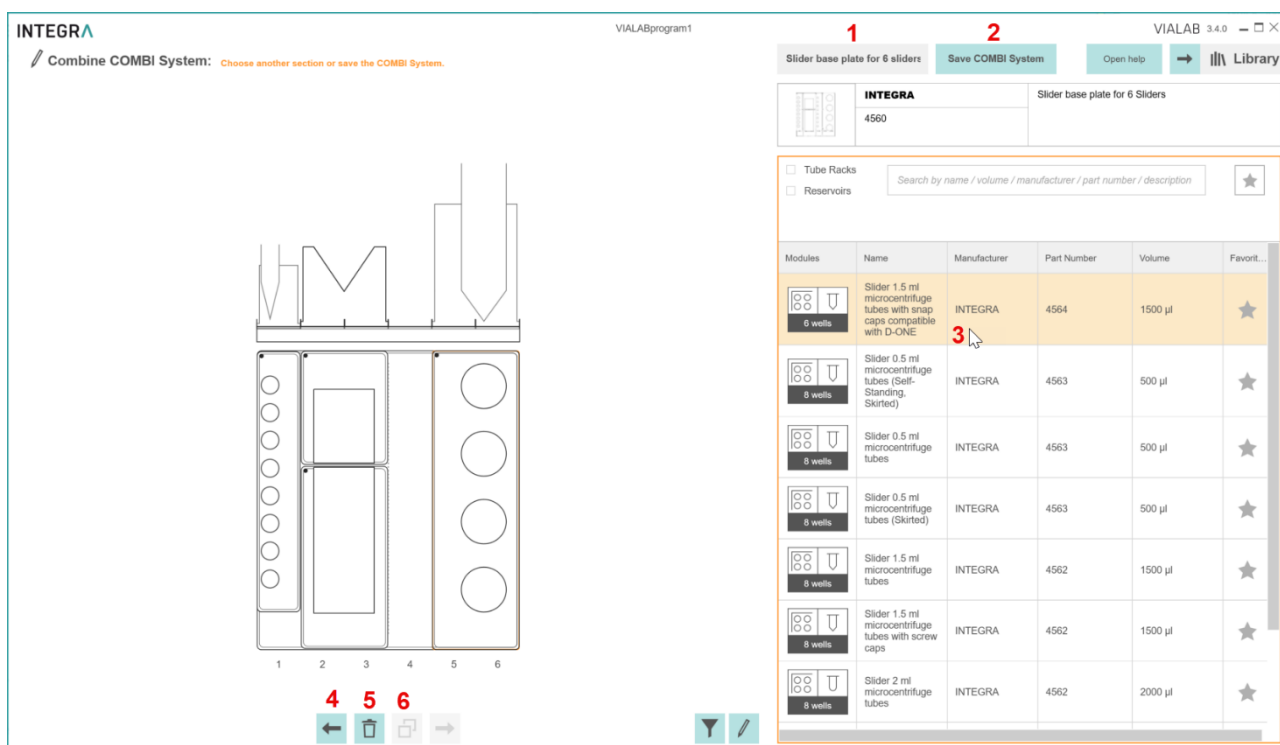 INTEGRA
VIALABprogram1
1
2
VIALAB 3.4.0
Combine COMBI System: Choose another section or save the COMBI System.
Slider base plate for 6 sliders
Save COMBI System
Open help
Library
INTEGRA
Slider base plate for 6 Sliders
4560
Tube Racks
Reservoirs
Search by name / volume / manufacturer / part number / description
Modules Name Manufacturer Part Number Volume Favorit...
Slider 1.5 ml
microcentrifuge
tubes with snap
caps compatible
with D-ONE
6 wells
INTEGRA 4564 1500 µl
3
Slider 0.5 ml
microcentrifuge
tubes (Self-
Standing,
Skirted)
8 wells
INTEGRA 4563 500 µl
Slider 0.5 ml
microcentrifuge
tubes
8 wells
INTEGRA 4563 500 µl
Slider 0.5 ml
microcentrifuge
tubes (Skirted)
8 wells
INTEGRA 4563 500 µl
Slider 1.5 ml
microcentrifuge
tubes
8 wells
INTEGRA 4562 1500 µl
Slider 1.5 ml
microcentrifuge
tubes with screw
caps
8 wells
INTEGRA 4562 1500 µl
Slider 2 ml
microcentrifuge
tubes
8 wells
INTEGRA 4562 2000 µl
1 2 3 4 5 6
4 5 6